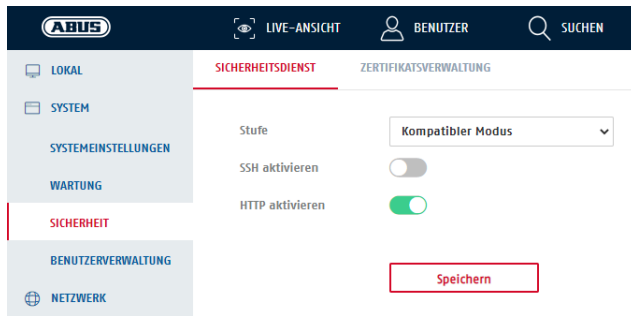 ABUS
LIVE-ANSICHT
BENUTZER
SUCHEN
LOKAL
SYSTEM
SYSTEMEINSTELLUNGEN
WARTUNG
SICHERHEIT
BENUTZERVERWALTUNG
NETZWERK
SICHERHEITSDIENST
ZERTIFIKATSVERWALTUNG
Stufe
Kompatibler Modus
SSH aktivieren
HTTP aktivieren
Speichern